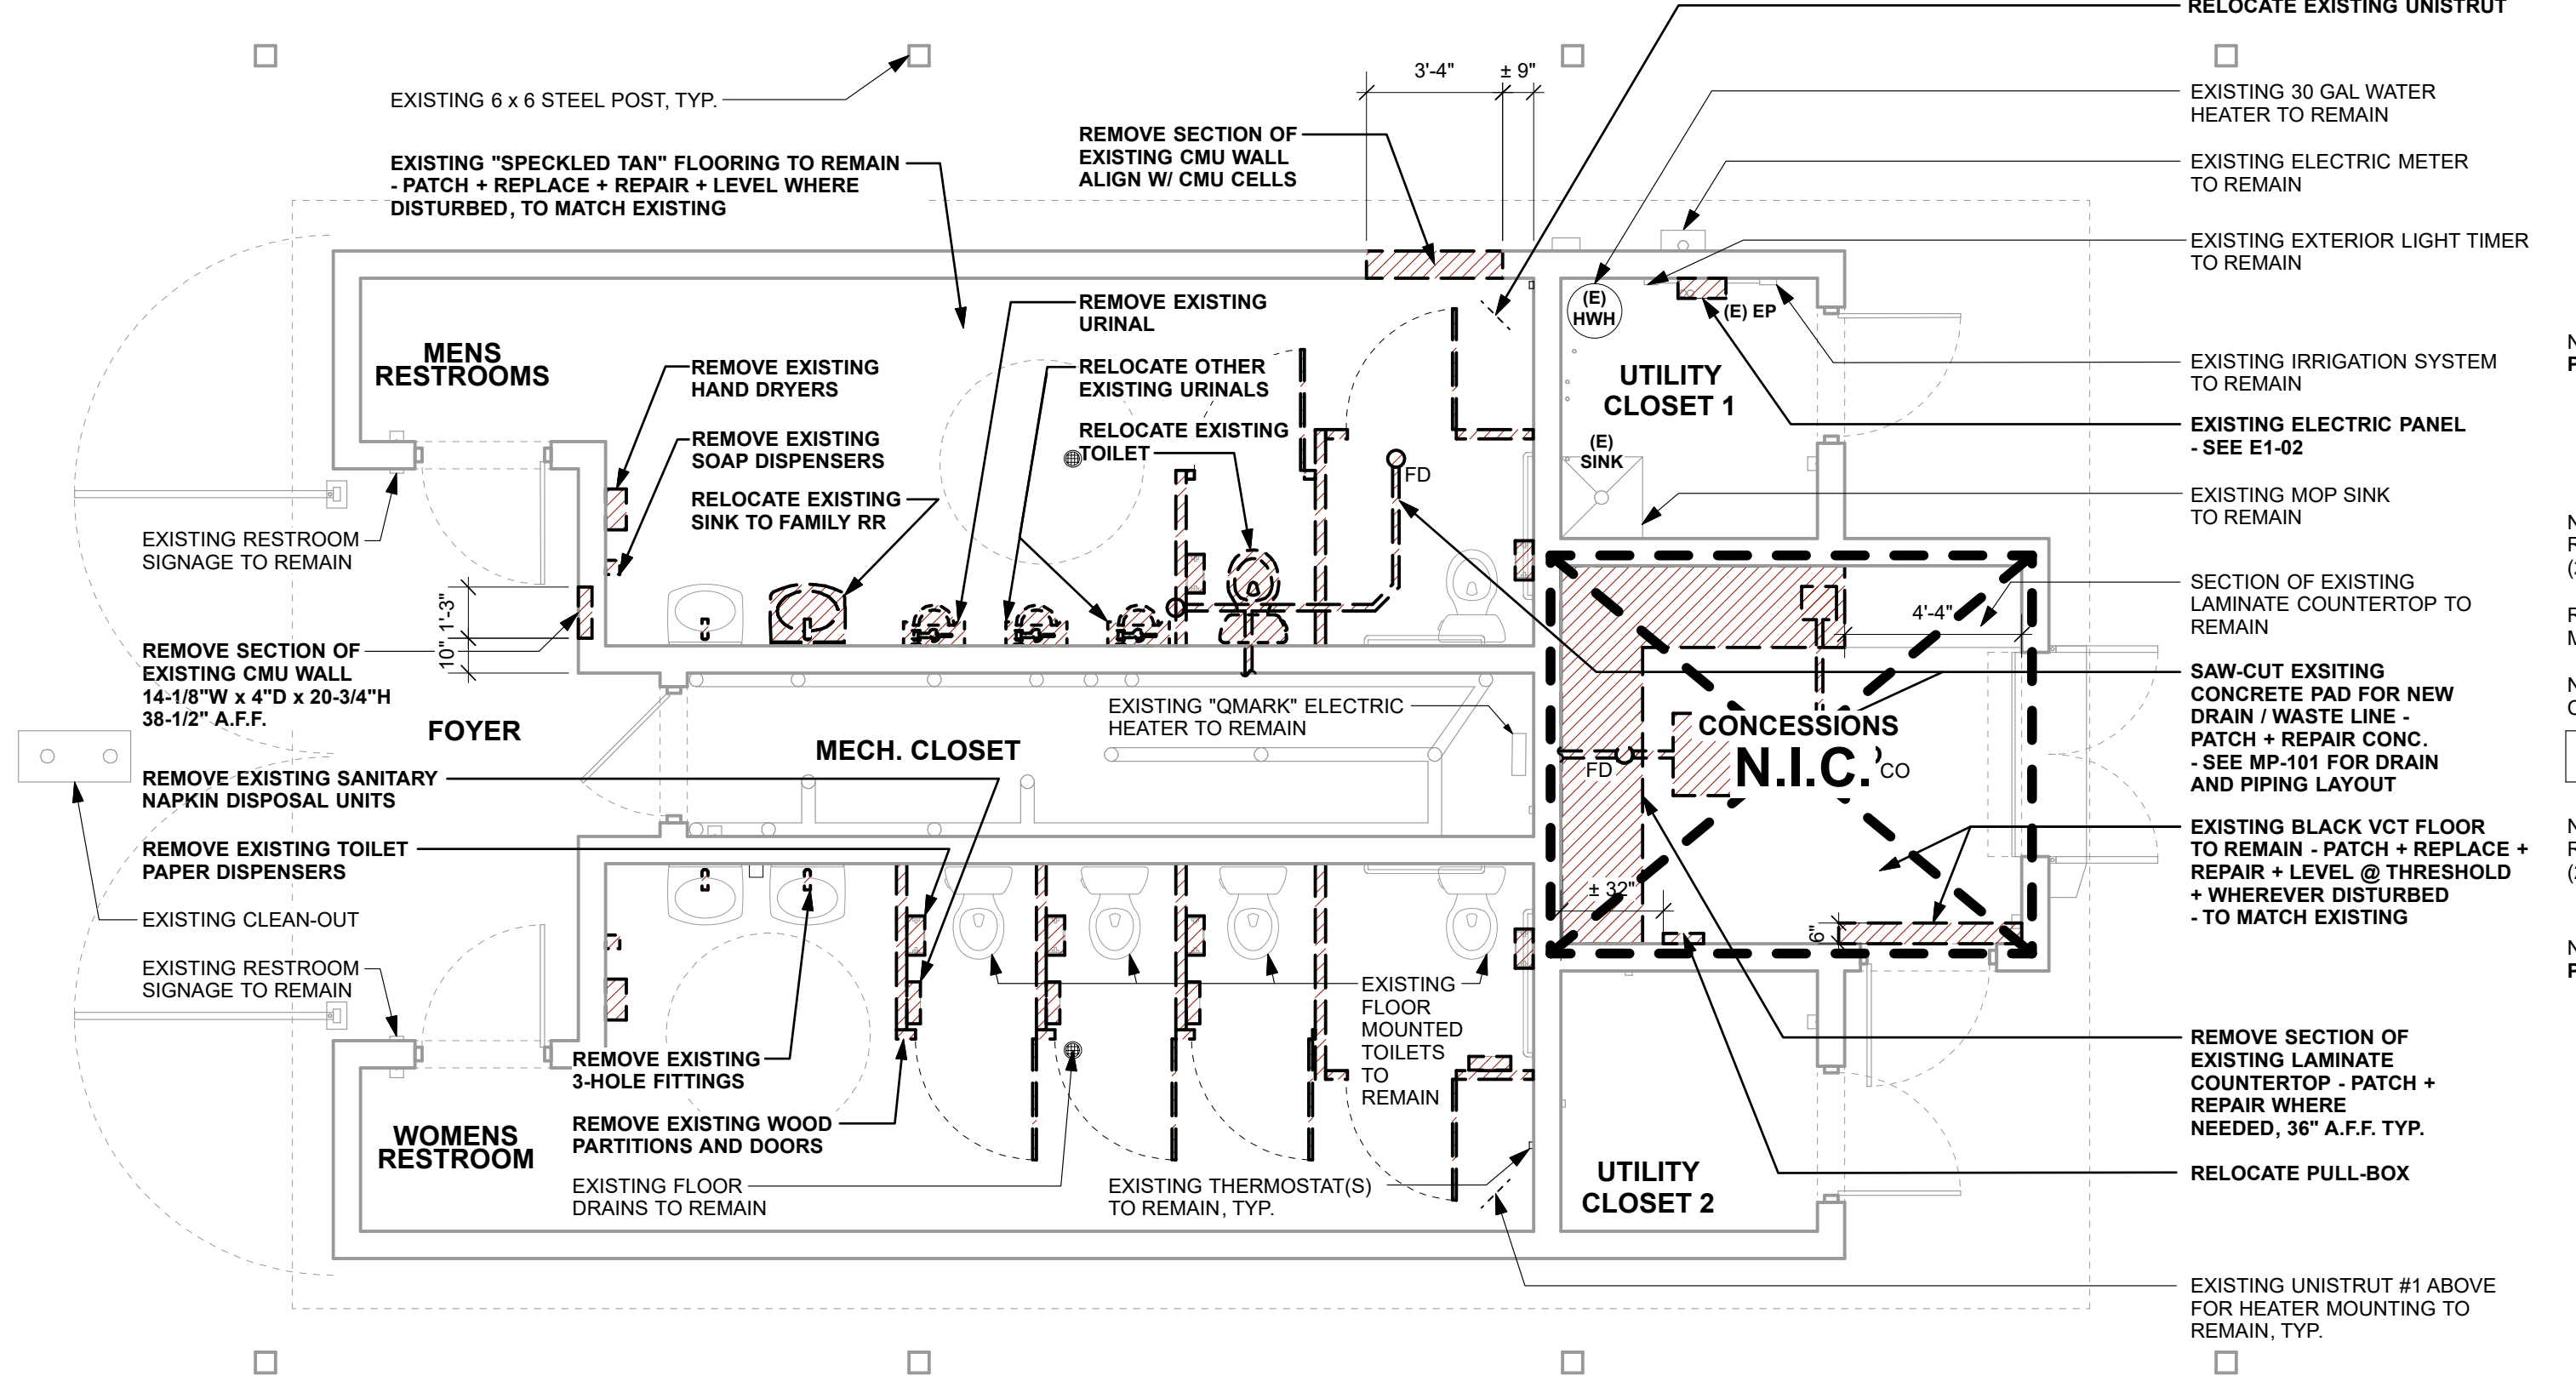 RELOCATE EXISTING UNISTRUT
3'-4"
± 9"
EXISTING 6 x 6 STEEL POST, TYP.
EXISTING 30 GAL WATER
HEATER TO REMAIN
REMOVE SECTION OF
EXISTING CMU WALL
ALIGN W/ CMU CELLS
EXISTING "SPECKLED TAN" FLOORING TO REMAIN
- PATCH + REPLACE + REPAIR + LEVEL WHERE
DISTURBED, TO MATCH EXISTING
EXISTING ELECTRIC METER
TO REMAIN
EXISTING EXTERIOR LIGHT TIMER
TO REMAIN
REMOVE EXISTING
URINAL
(E)
HWH
(E) EP
MENS
RESTROOMS
REMOVE EXISTING
HAND DRYERS
RELOCATE OTHER
EXISTING URINALS
UTILITY
CLOSET 1
EXISTING IRRIGATION SYSTEM
TO REMAIN
EXISTING ELECTRIC PANEL
- SEE E1-02
REMOVE EXISTING
SOAP DISPENSERS
RELOCATE EXISTING
TOILET
(E)
SINK
FD
RELOCATE EXISTING
SINK TO FAMILY RR
EXISTING MOP SINK
TO REMAIN
EXISTING RESTROOM
SIGNAGE TO REMAIN
SECTION OF EXISTING
LAMINATE COUNTERTOP TO
REMAIN
4'-4"
1'-3"
10"
REMOVE SECTION OF
EXISTING CMU WALL
14-1/8"W x 4"D x 20-3/4"H
38-1/2" A.F.F.
SAW-CUT EXSITING
CONCRETE PAD FOR NEW
DRAIN / WASTE LINE -
PATCH + REPAIR CONC.
- SEE MP-101 FOR DRAIN
AND PIPING LAYOUT
EXISTING "QMARK" ELECTRIC
HEATER TO REMAIN
FOYER
MECH. CLOSET
CONCESSIONS
N.I.C.
FD
CO
REMOVE EXISTING SANITARY
NAPKIN DISPOSAL UNITS
EXISTING BLACK VCT FLOOR
TO REMAIN - PATCH + REPLACE +
REPAIR + LEVEL @ THRESHOLD
+ WHEREVER DISTURBED
- TO MATCH EXISTING
REMOVE EXISTING TOILET
PAPER DISPENSERS
± 32"
6"
EXISTING CLEAN-OUT
EXISTING RESTROOM
SIGNAGE TO REMAIN
EXISTING
FLOOR
MOUNTED
TOILETS
TO
REMAIN
REMOVE EXISTING
3-HOLE FITTINGS
REMOVE SECTION OF
EXISTING LAMINATE
COUNTERTOP - PATCH +
REPAIR WHERE
NEEDED, 36" A.F.F. TYP.
REMOVE EXISTING WOOD
PARTITIONS AND DOORS
WOMENS
RESTROOM
UTILITY
CLOSET 2
RELOCATE PULL-BOX
EXISTING FLOOR
DRAINS TO REMAIN
EXISTING THERMOSTAT(S)
TO REMAIN, TYP.
EXISTING UNISTRUT #1 ABOVE
FOR HEATER MOUNTING TO
REMAIN, TYP.